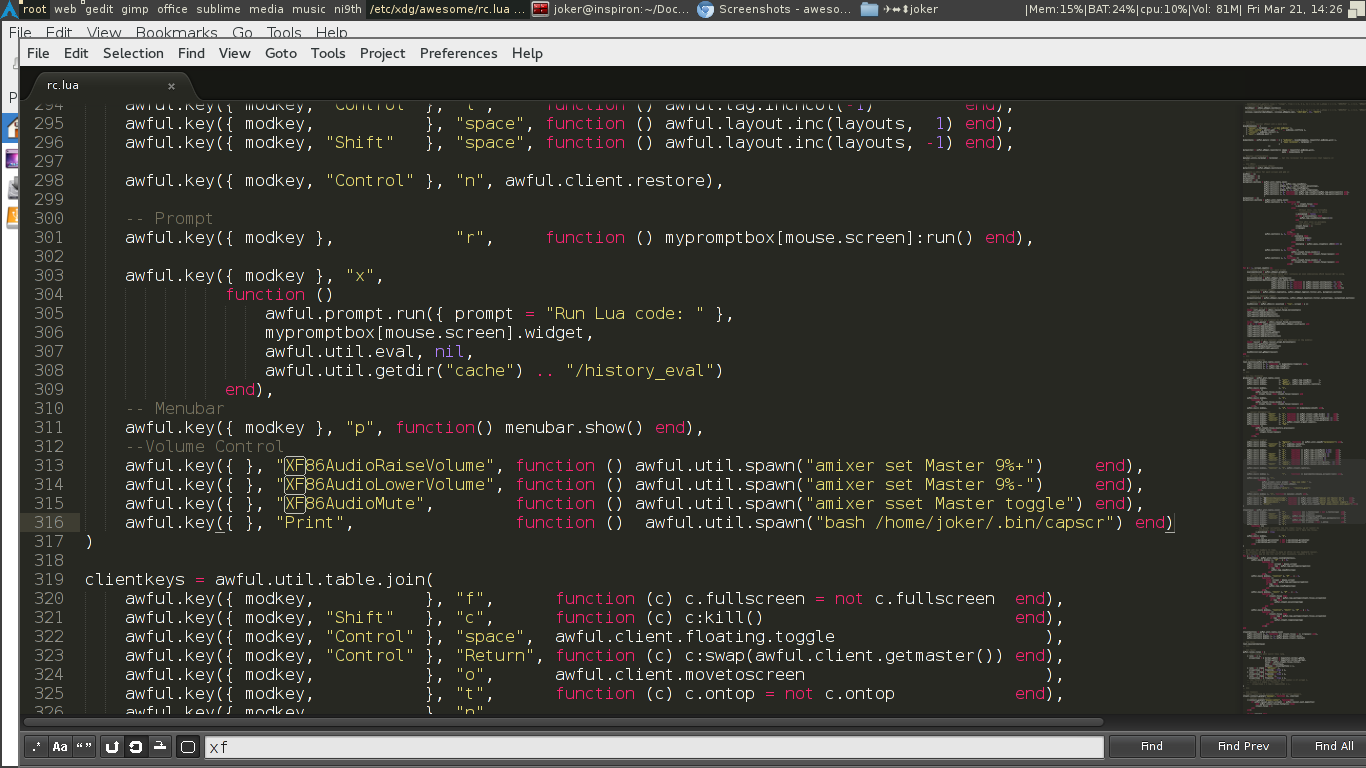 root web gedit gimp office sublime media music ni9th /etc/xdg/awesome/rc.lua ... joker@inspiron:~/Doc... Screenshots - aweso... joker |Mem:15%|BAT:24%|cpu:10%|Vol: 81M| Fri Mar 21, 14:26
File Edit View Bookmarks Go Tools Help
File Edit Selection Find View Goto Tools Project Preferences Help
rc.lua ×
294 awful.key({ modkey, "Control" }, "l", function () awful.tag.incncol(-1) end),
295 awful.key({ modkey, }, "space", function () awful.layout.inc(layouts, 1) end),
296 awful.key({ modkey, "Shift" }, "space", function () awful.layout.inc(layouts, -1) end),
297
298 awful.key({ modkey, "Control" }, "n", awful.client.restore),
299
300 -- Prompt
301 awful.key({ modkey }, "r", function () mypromptbox[mouse.screen]:run() end),
302
303 awful.key({ modkey }, "x",
304 function ()
305 awful.prompt.run({ prompt = "Run Lua code: " },
306 mypromptbox[mouse.screen].widget,
307 awful.util.eval, nil,
308 awful.util.getdir("cache") .. "/history_eval")
309 end),
310 -- Menubar
311 awful.key({ modkey }, "p", function() menubar.show() end),
312 --Volume Control
313 awful.key({ }, "XF86AudioRaiseVolume", function () awful.util.spawn("amixer set Master 9%+") end),
314 awful.key({ }, "XF86AudioLowerVolume", function () awful.util.spawn("amixer set Master 9%-") end),
315 awful.key({ }, "XF86AudioMute", function () awful.util.spawn("amixer sset Master toggle") end),
316 awful.key({ }, "Print", function () awful.util.spawn("bash /home/joker/.bin/capscr") end)
317 )
318
319 clientkeys = awful.util.table.join(
320 awful.key({ modkey, }, "f", function (c) c.fullscreen = not c.fullscreen end),
321 awful.key({ modkey, "Shift" }, "c", function (c) c:kill() end),
322 awful.key({ modkey, "Control" }, "space", awful.client.floating.toggle ),
323 awful.key({ modkey, "Control" }, "Return", function (c) c:swap(awful.client.getmaster()) end),
324 awful.key({ modkey, }, "o", awful.client.movetoscreen ),
325 awful.key({ modkey, }, "t", function (c) c.ontop = not c.ontop end),
326 awful.key({ modkey, }, "n",
.* Aa “” xf Find Find Prev Find All